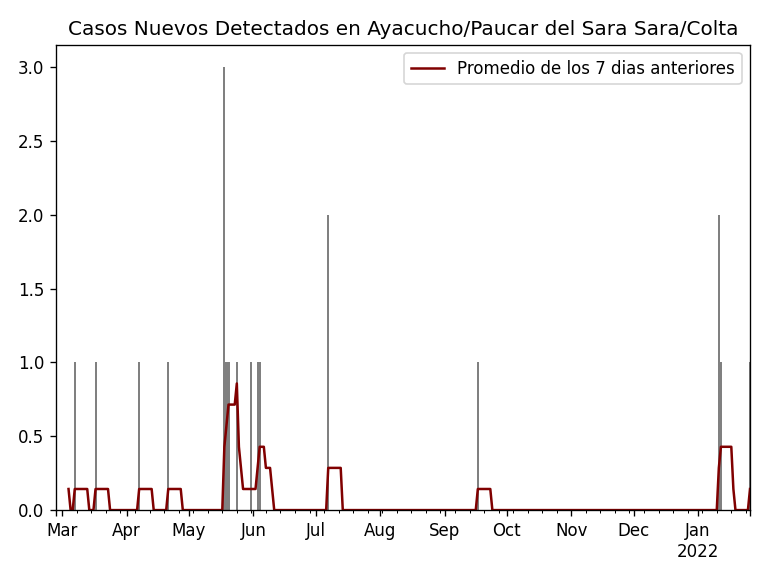 Casos Nuevos Detectados en Ayacucho/Paucar del Sara Sara/Colta
Promedio de los 7 dias anteriores
3.0
2.5
2.0
1.5
1.0
0.5
0.0
Mar Apr May Jun Jul Aug Sep Oct Nov Dec Jan
2022